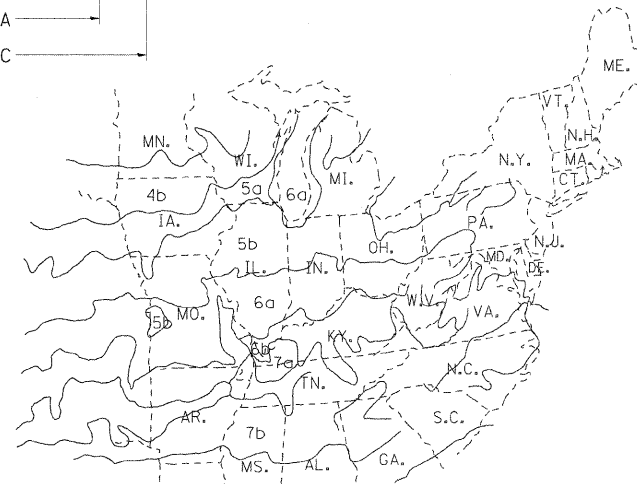 A
C
ME.
VT.
MN.
N.H.
WI.
N.Y.
MA.
MI.
CT.
4b
5a
6a
IA.
PA.
5b
OH.
N.J.
IL.
IN.
MD.
DE.
6a
W.V.
MO.
5b
VA.
KY.
6b
7a
N.C.
TN.
AR.
S.C.
7b
MS.
AL.
GA.